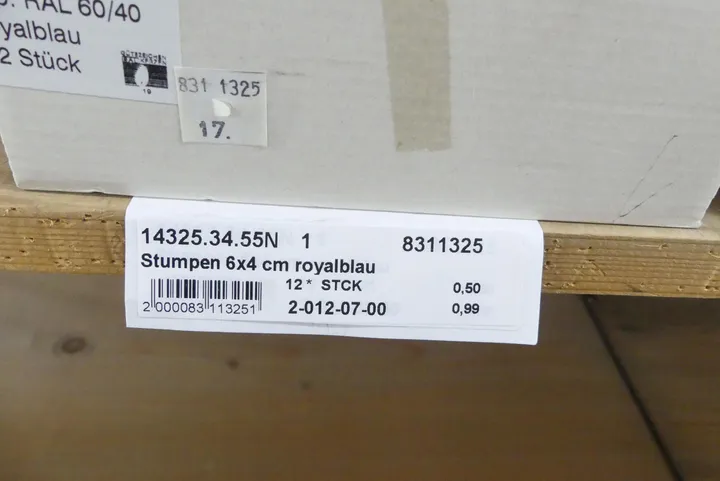 RAL 60/40
yalblau
2 Stück
831 1325
17.
14325.34.55N 1 8311325
Stumpen 6x4 cm royalblau
12 * STCK 0,50
2 000083 113251 2-012-07-00 0,99